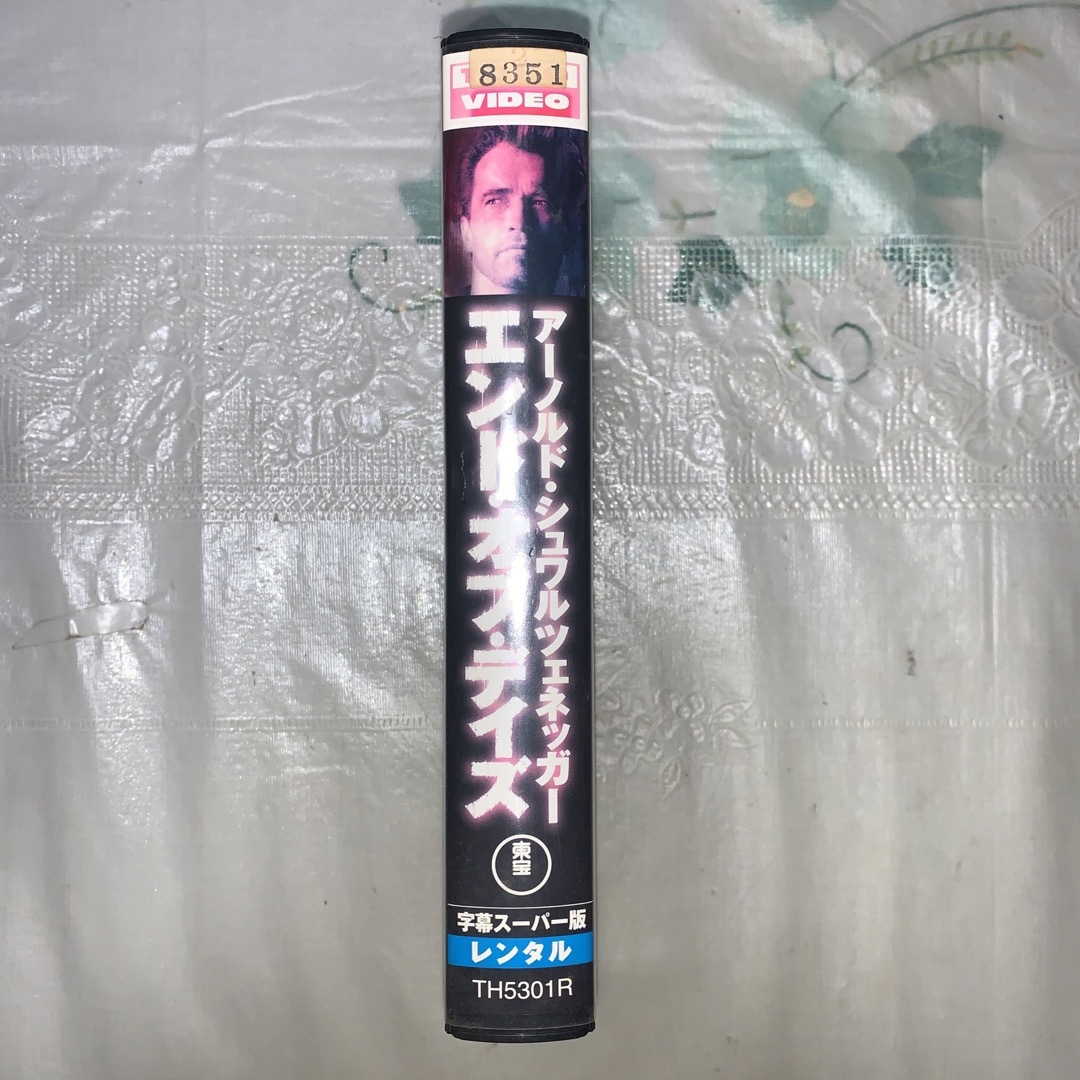 8351
VIDEO
アーノルド・シュワルツェネッガー
エンド・オブ・デイズ
東宝
字幕スーパー版
レンタル
TH5301R